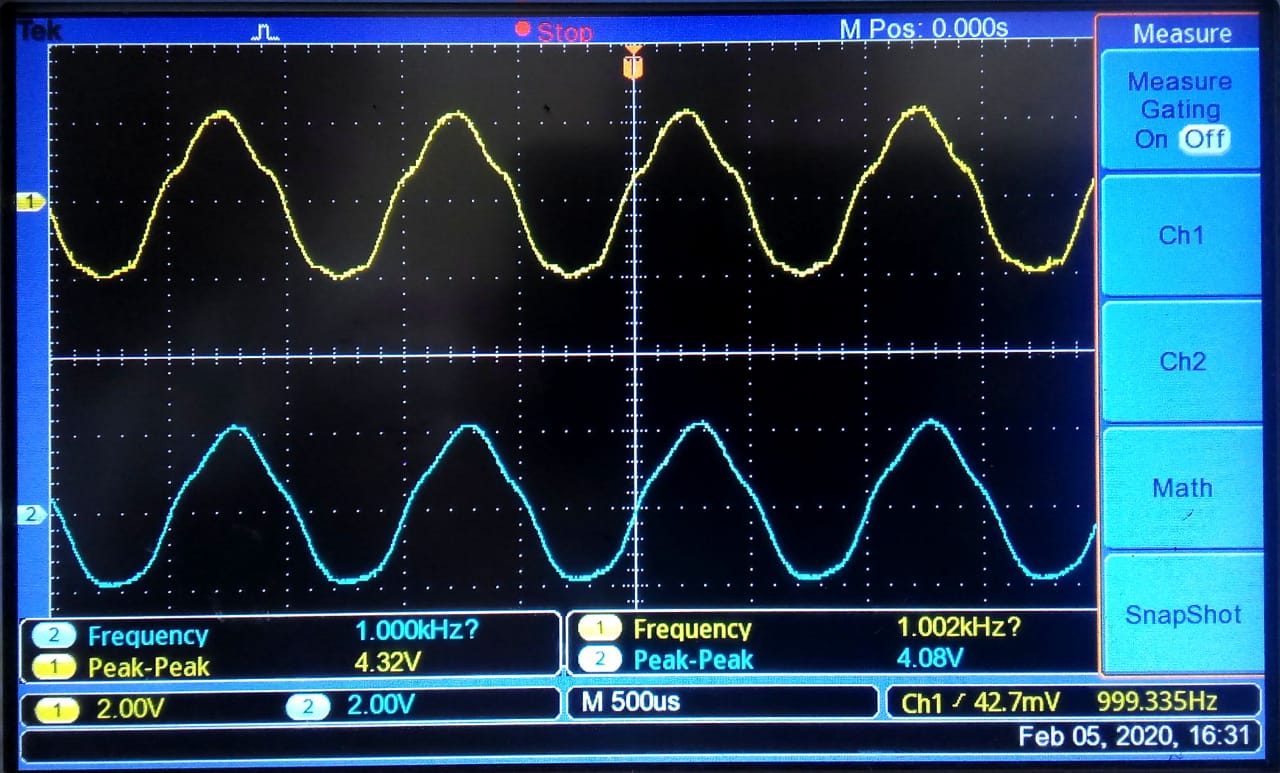 Tek
Stop
M Pos: 0.000s
Measure
T
Measure
Gating
On Off
1
Ch1
Ch2
Math
2
SnapShot
2 Frequency 1.000kHz?
1 Peak-Peak 4.32V
1 Frequency 1.002kHz?
2 Peak-Peak 4.08V
1 2.00V 2 2.00V M 500us Ch1 42.7mV 999.335Hz
Feb 05, 2020, 16:31